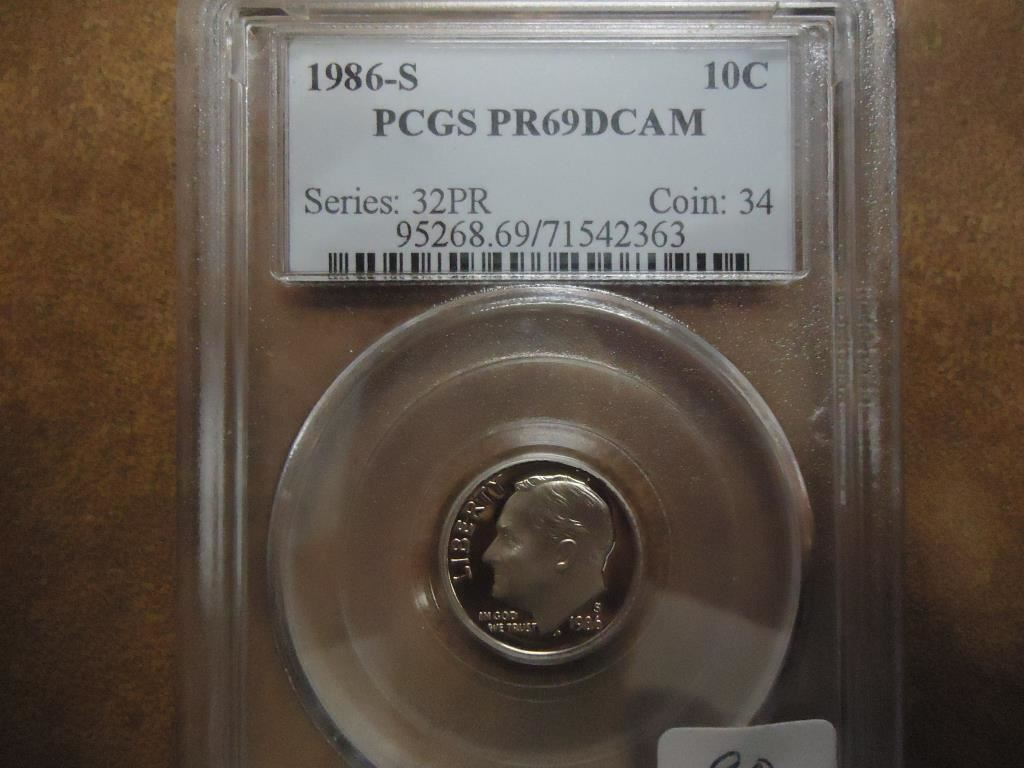 1986-S 10C
PCGS PR69DCAM
Series: 32PR Coin: 34
95268.69/71542363
LIBERTY
IN GOD
WE TRUST
S
1986